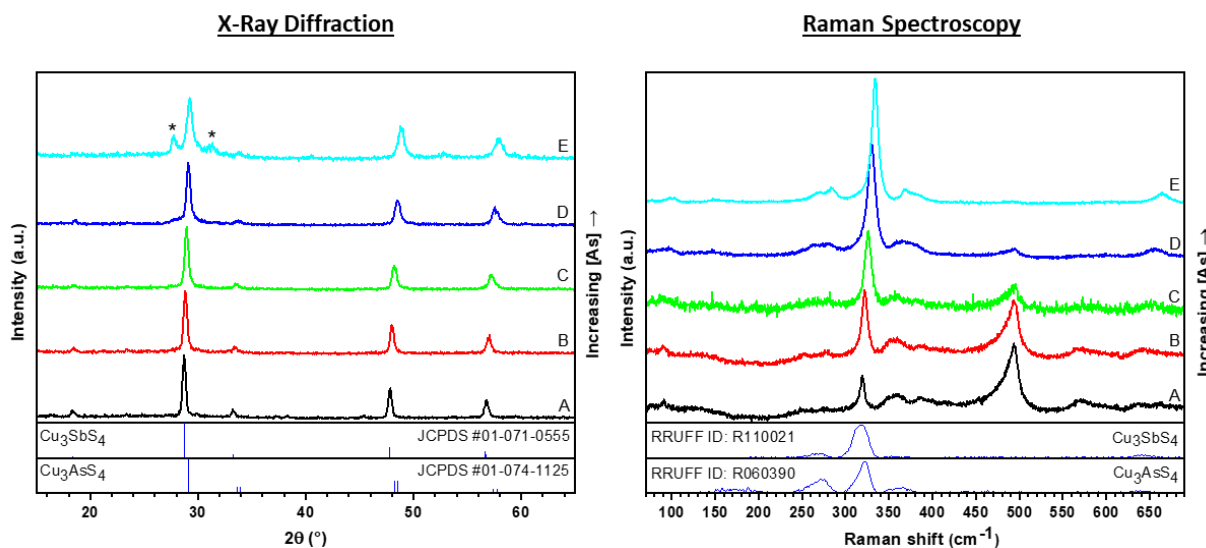 X-Ray Diffraction
Intensity (a.u.)
* *
E
D
C
B
A
Increasing [As] →
Cu₃SbS₄ JCPDS #01-071-0555
Cu₃AsS₄ JCPDS #01-074-1125
20 30 40 50 60
2θ (°)
Raman Spectroscopy
Intensity (a.u.)
E
D
C
B
A
Increasing [As] →
RRUFF ID: R110021 Cu₃SbS₄
RRUFF ID: R060390 Cu₃AsS₄
100 150 200 250 300 350 400 450 500 550 600 650
Raman shift (cm⁻¹)